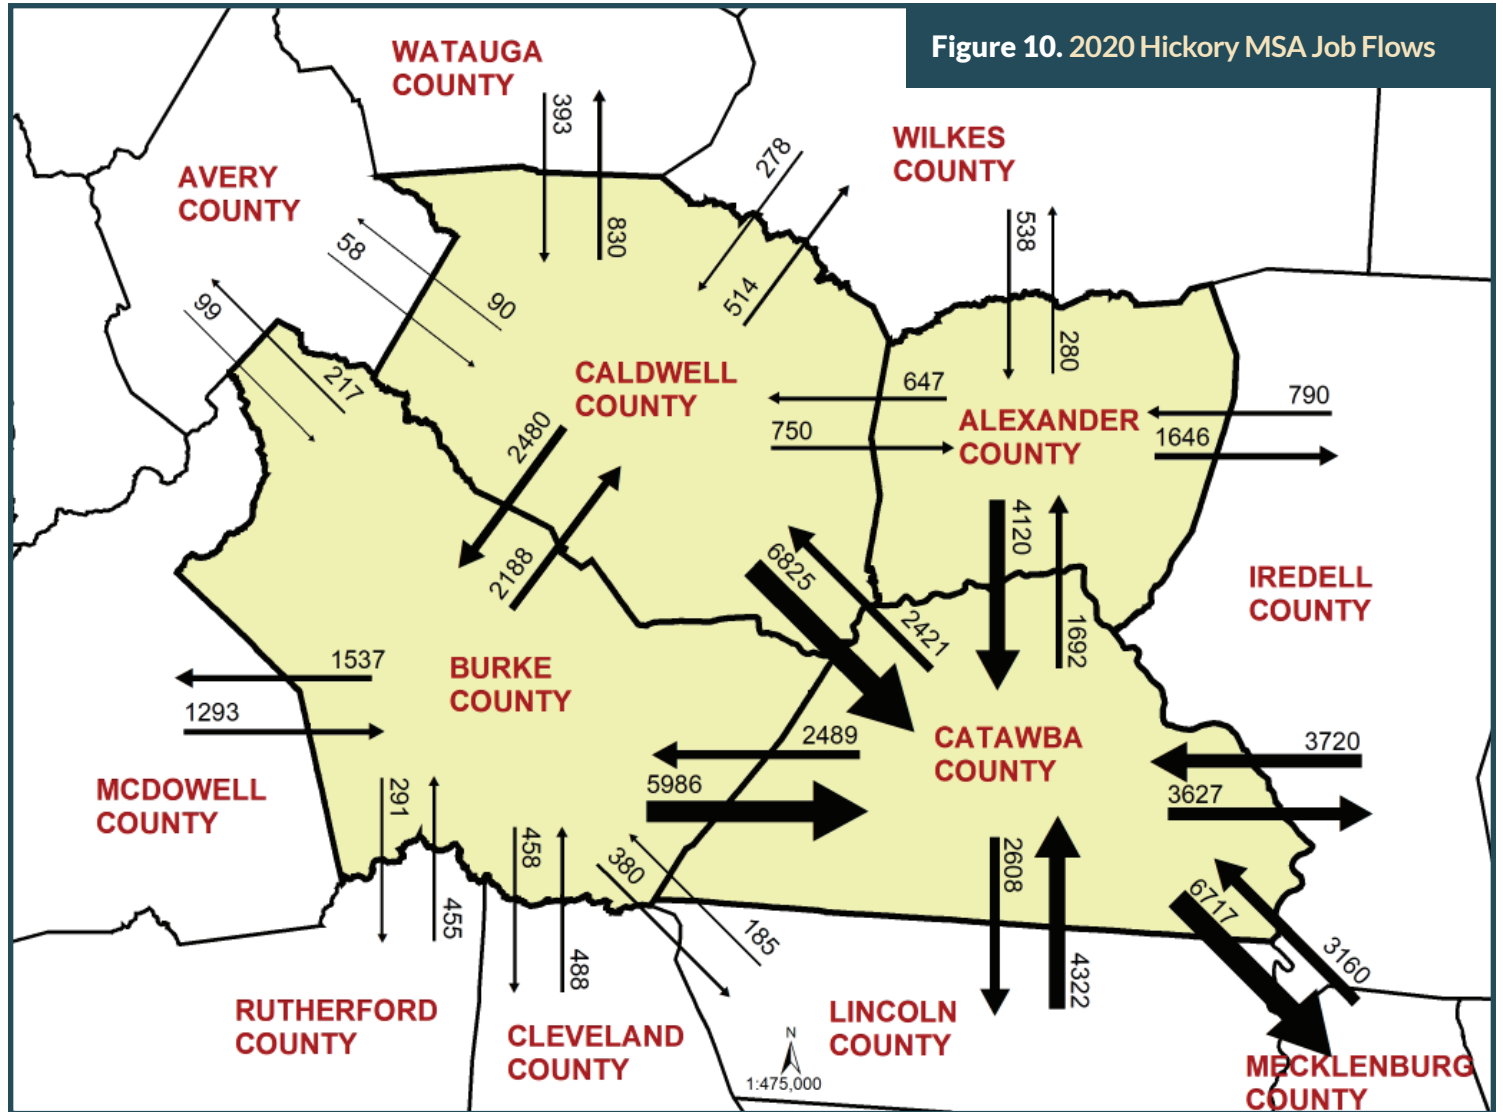 Figure 10. 2020 Hickory MSA Job Flows
WATAUGA
COUNTY
393
830
278
514
WILKES
COUNTY
AVERY
COUNTY
58
90
99
217
538
280
CALDWELL
COUNTY
647
750
ALEXANDER
COUNTY
790
1646
2480
2188
4120
1692
6825
2421
IREDELL
COUNTY
1537
1293
BURKE
COUNTY
2489
5986
CATAWBA
COUNTY
3720
3627
MCDOWELL
COUNTY
291
455
458
488
380
185
2608
4322
6717
3160
RUTHERFORD
COUNTY
CLEVELAND
COUNTY
LINCOLN
COUNTY
N
1:475,000
MECKLENBURG
COUNTY